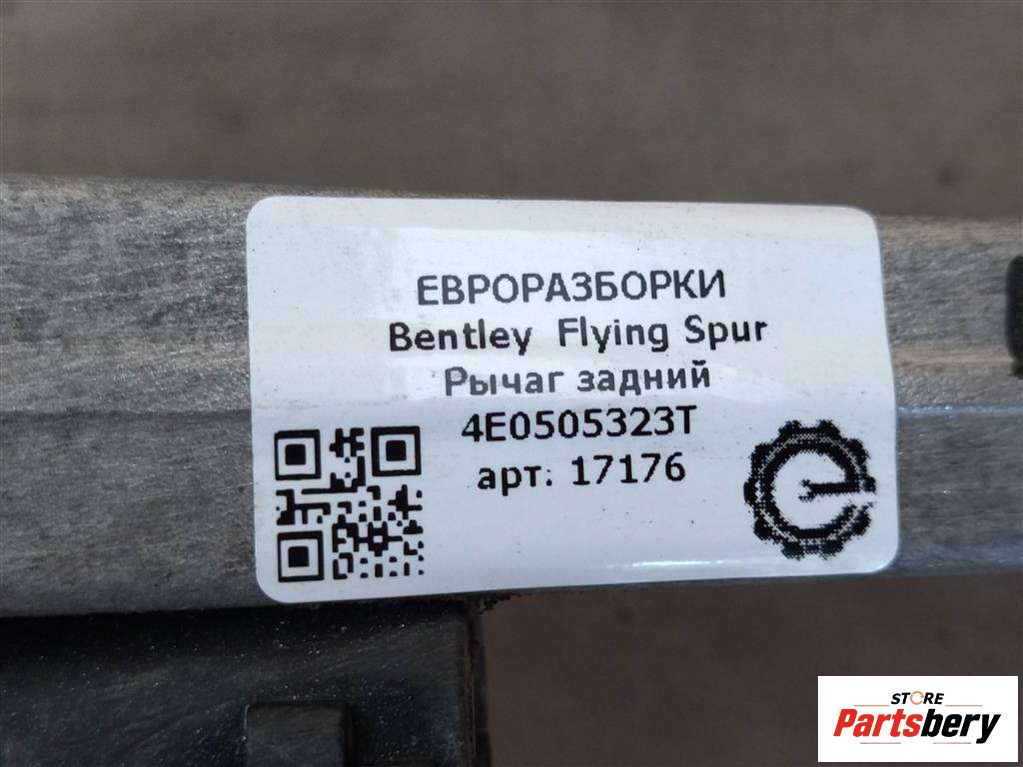 ЕВРОРАЗБОРКИ
Bentley Flying Spur
Рычаг задний
4E0505323T
арт: 17176
STORE
Partsbery